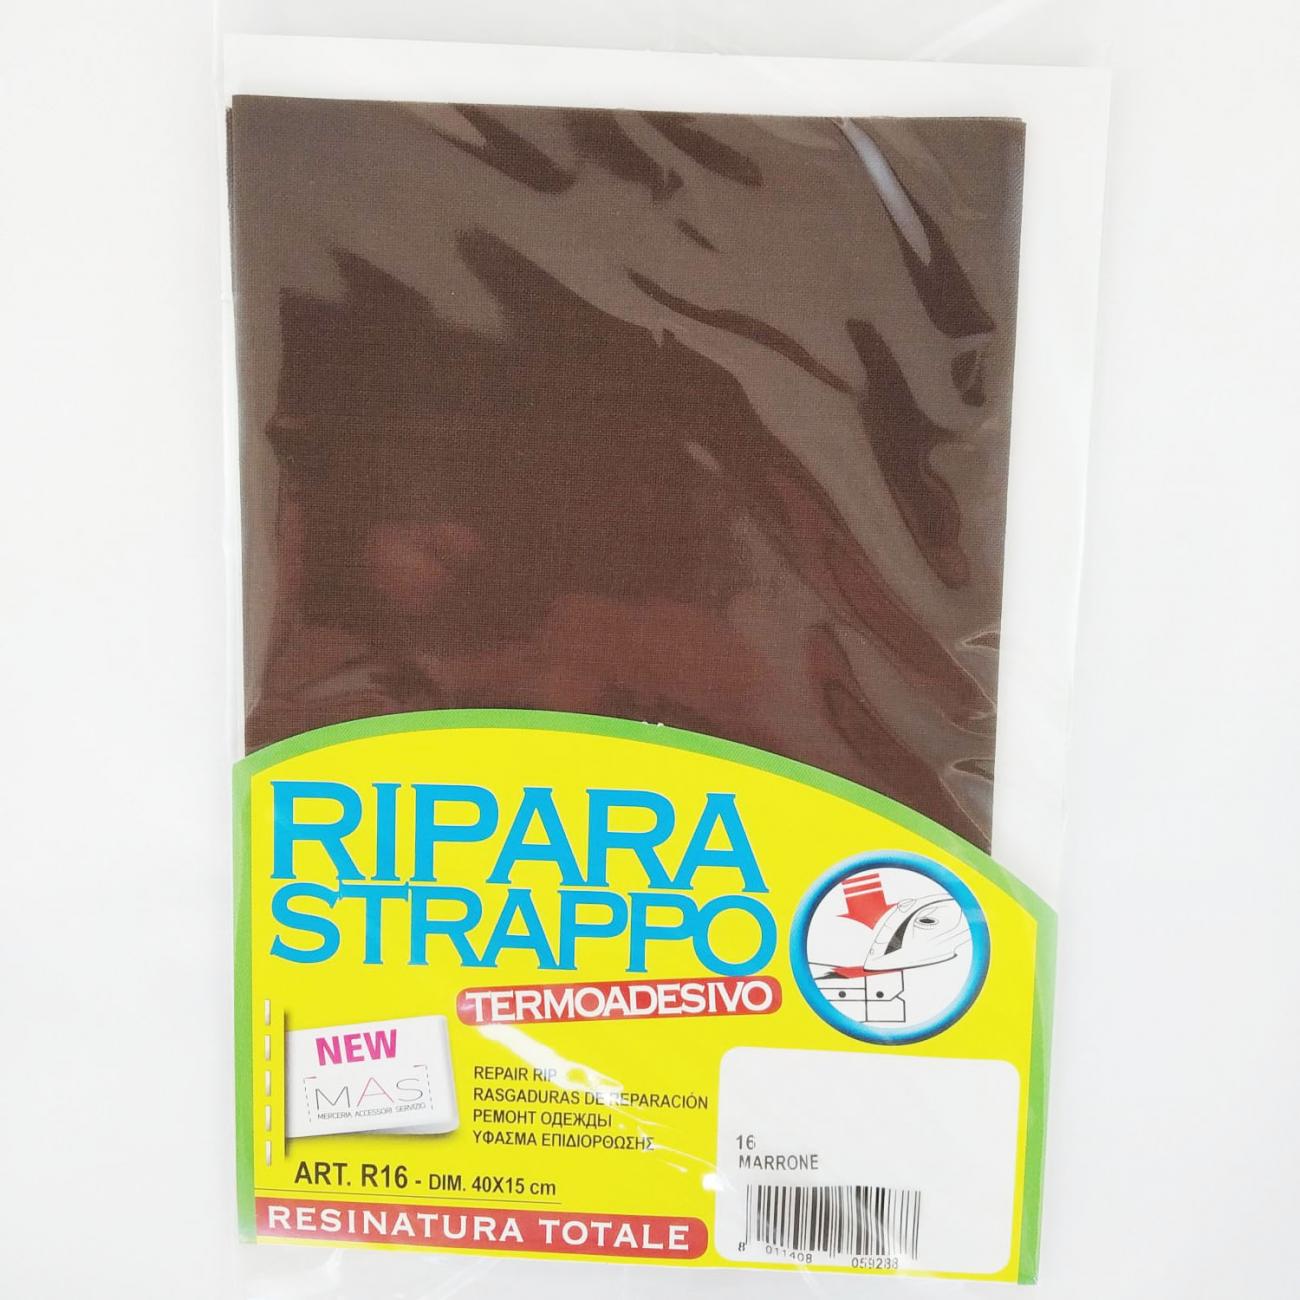 RIPARA
STRAPPO
TERMOADESIVO
NEW
MAS
MERCERIA ACCESSORI SERVIZIO
REPAIR RIP
RASGADURAS DE REPARACIÓN
РЕМОНТ ОДЕЖДЫ
ΥΦΑΣΜΑ ΕΠΙΔΙΟΡΘΩΣΗΣ
ART. R16 - DIM. 40X15 cm
RESINATURA TOTALE
16
MARRONE
8 011408 059288